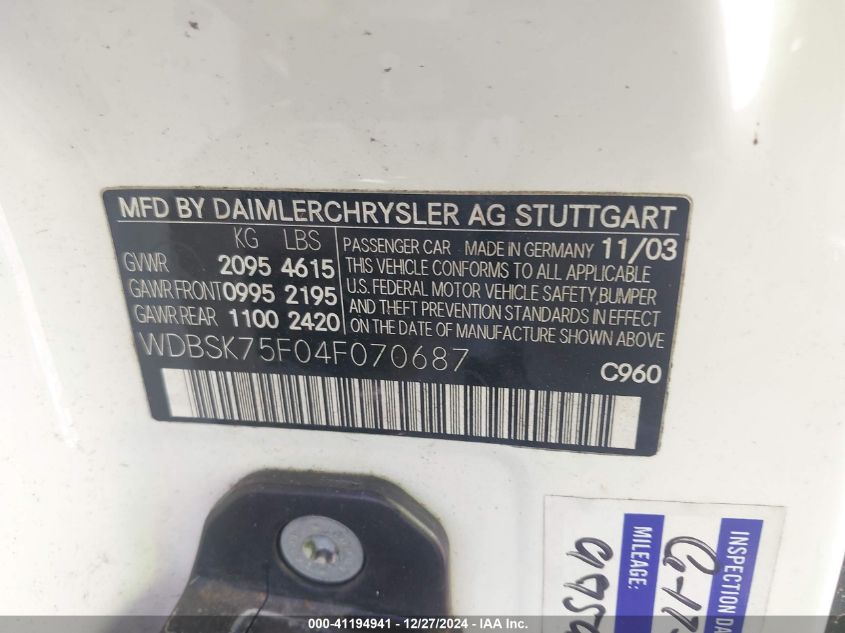 MFD BY DAIMLERCHRYSLER AG STUTTGART
KG LBS
GVWR 2095 4615
GAWR FRONT 0995 2195
GAWR REAR 1100 2420
PASSENGER CAR MADE IN GERMANY 11/03
THIS VEHICLE CONFORMS TO ALL APPLICABLE
U.S. FEDERAL MOTOR VEHICLE SAFETY,BUMPER
AND THEFT PREVENTION STANDARDS IN EFFECT
ON THE DATE OF MANUFACTURE SHOWN ABOVE
WDBSK75F04F070687
C960
INSPECTION DA
MILEAGE:
000-41194941 - 12/27/2024 - IAA Inc.